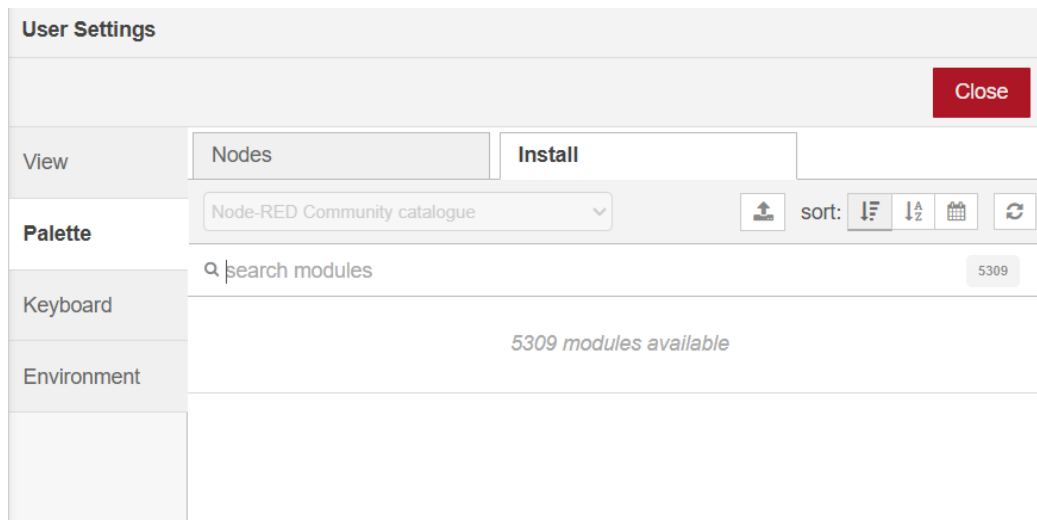 User Settings
Close
View
Palette
Keyboard
Environment
Nodes
Install
Node-RED Community catalogue
sort:
search modules
5309
5309 modules available